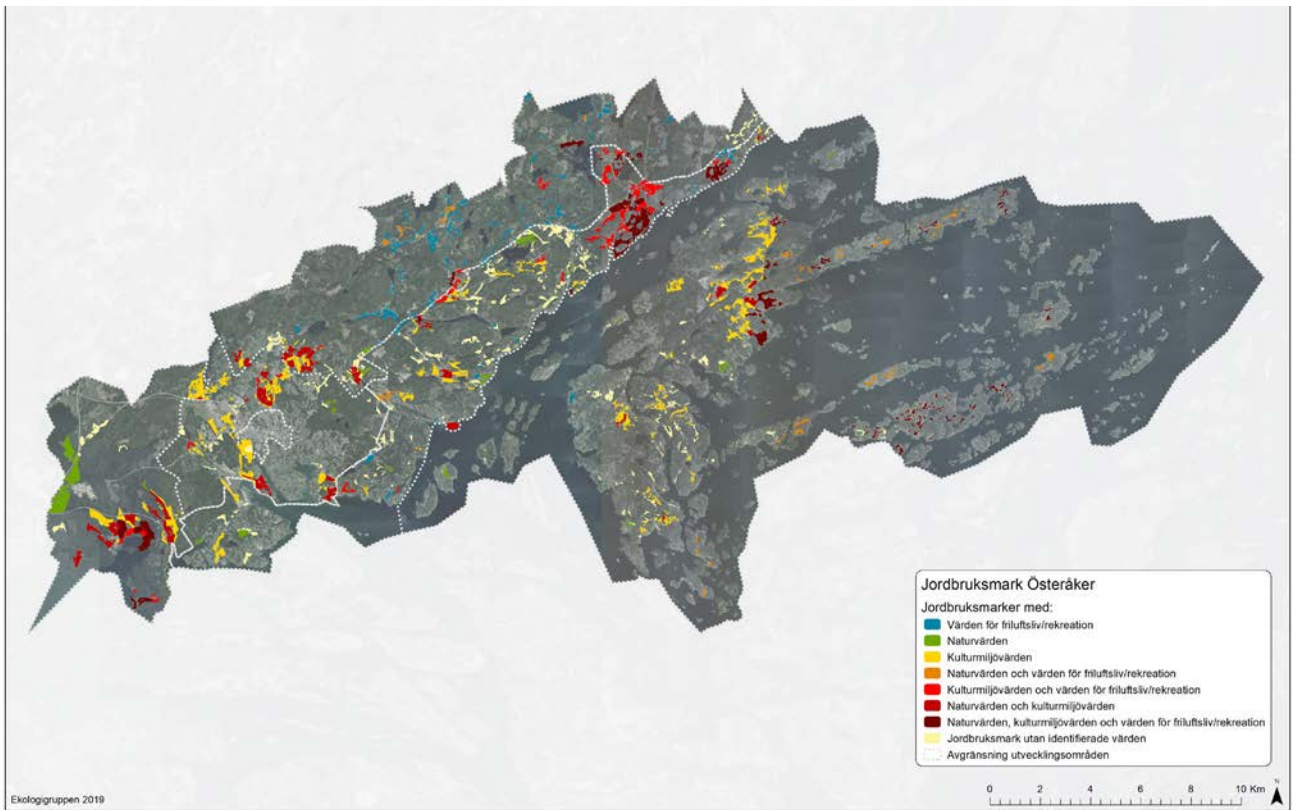 Jordbruksmark Österåker
Jordbruksmarker med:
Värden för friluftsliv/rekreation
Naturvärden
Kulturmiljövärden
Naturvärden och värden för friluftsliv/rekreation
Kulturmiljövärden och värden för friluftsliv/rekreation
Naturvärden och kulturmiljövärden
Naturvärden, kulturmiljövärden och värden för friluftsliv/rekreation
Jordbruksmark utan identifierade värden
Avgränsning utvecklingsområden
Ekologigruppen 2019
0 2 4 6 8 10 Km
N